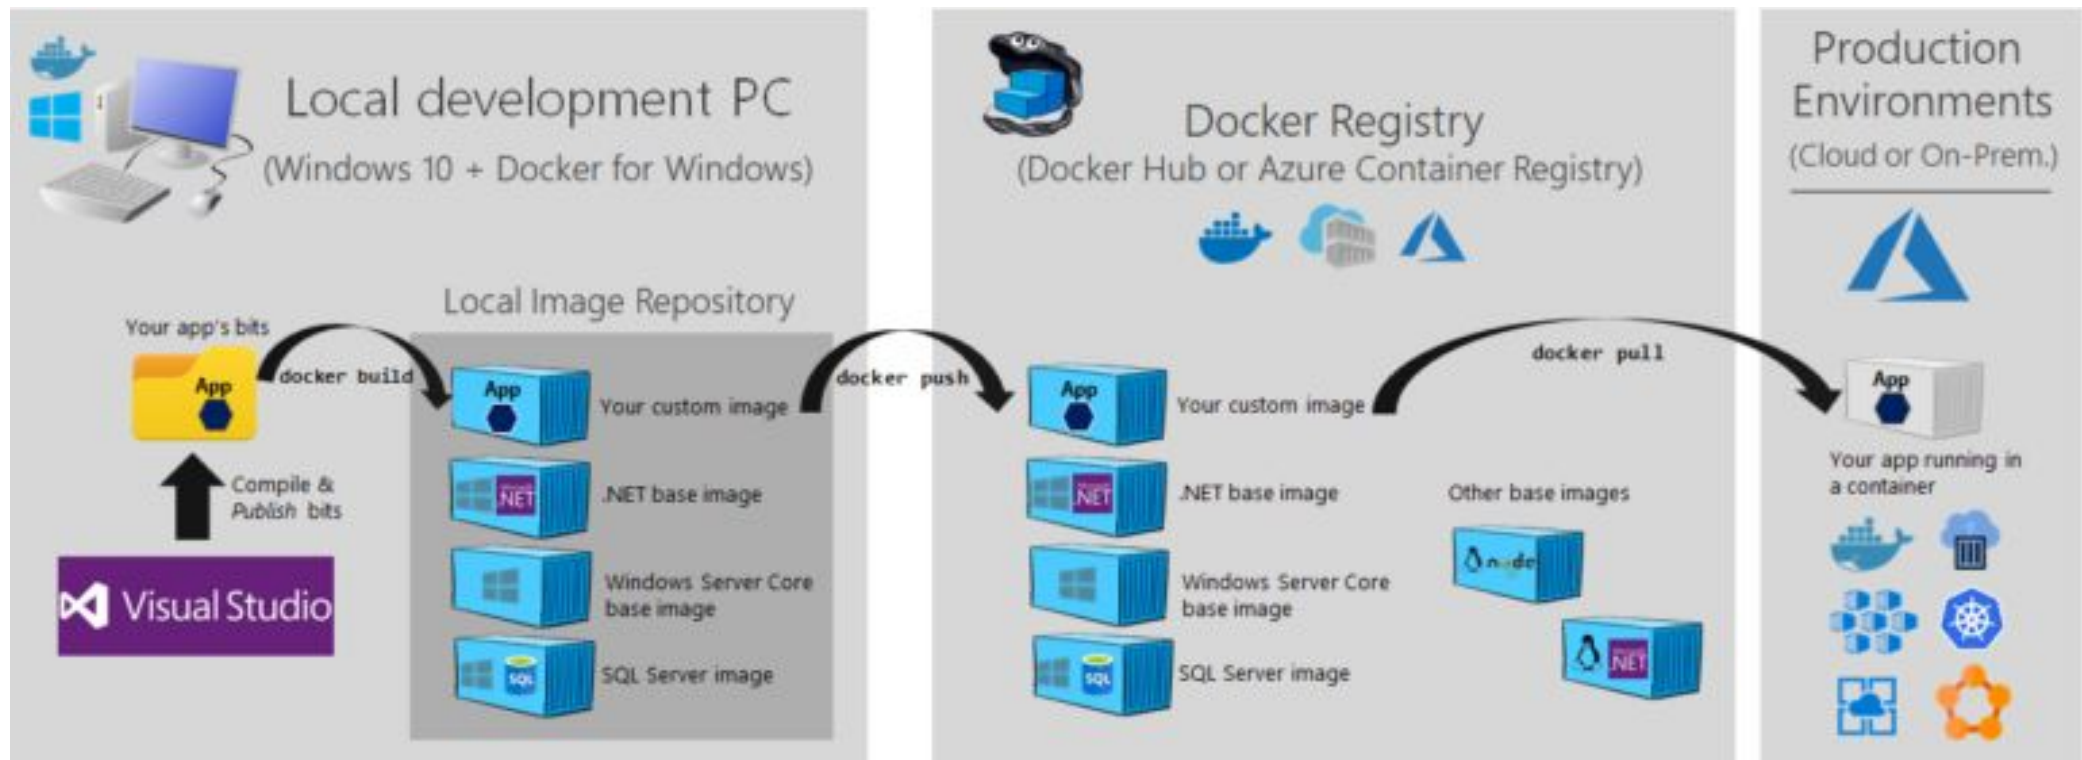 Local development PC
(Windows 10 + Docker for Windows)
Local Image Repository
Your app's bits
App
docker build
Compile &
Publish bits
Visual Studio
App
Your custom image
.NET
.NET base image
Windows Server Core
base image
SQL
SQL Server image
docker push
Docker Registry
(Docker Hub or Azure Container Registry)
App
Your custom image
.NET
.NET base image
Windows Server Core
base image
SQL
SQL Server image
Other base images
node
.NET
docker pull
Production
Environments
(Cloud or On-Prem.)
App
Your app running in
a container